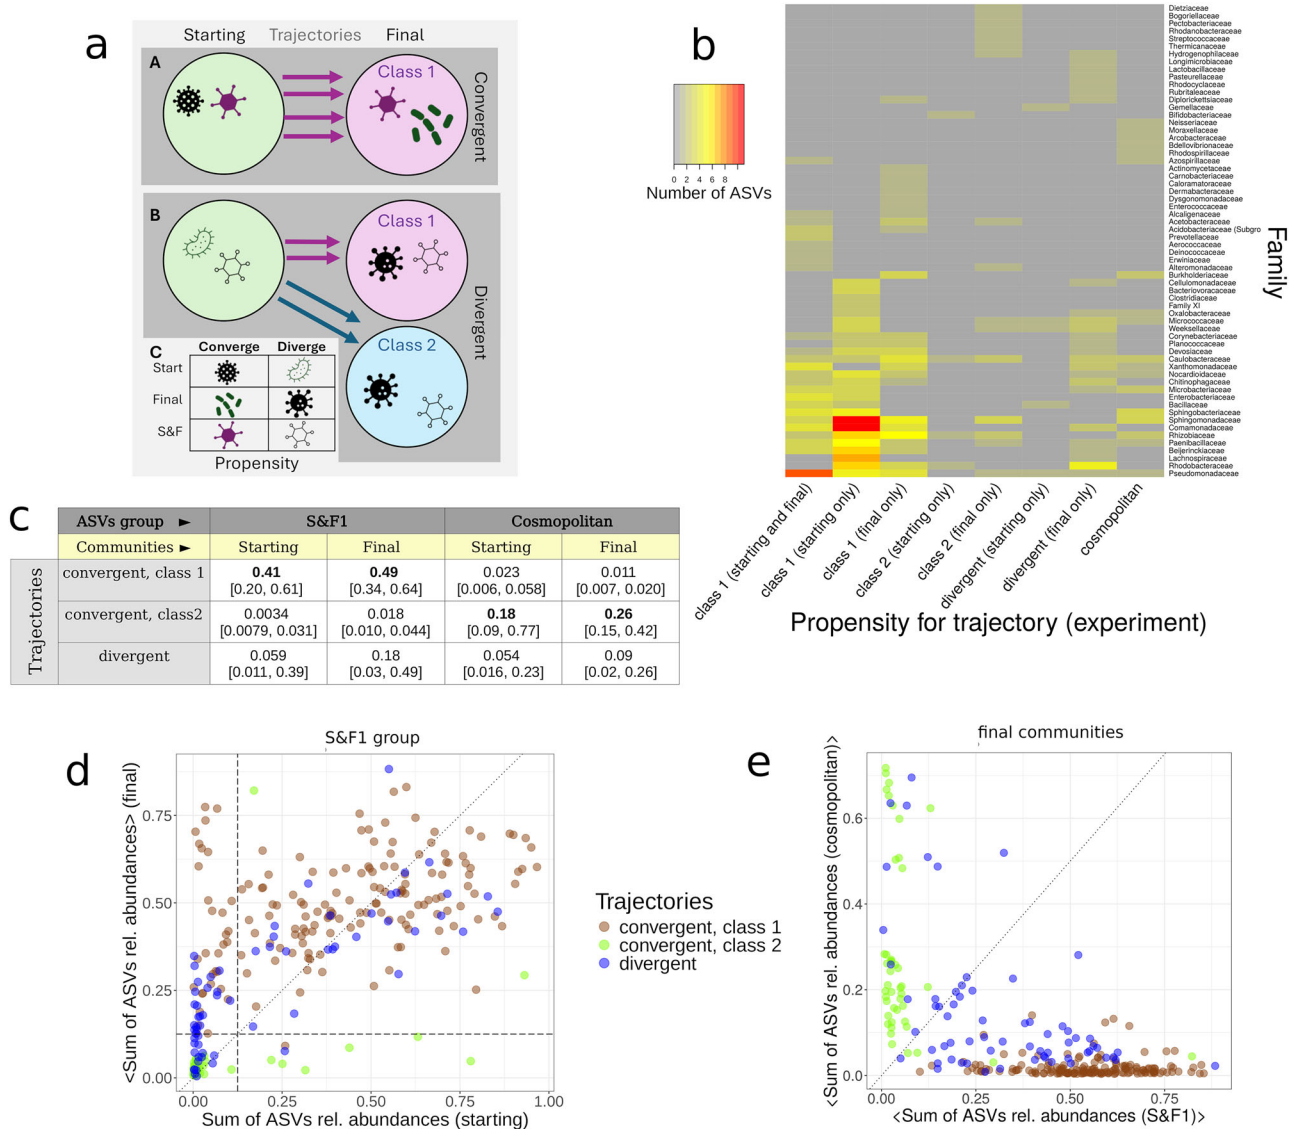 a
Starting Trajectories Final
A
Class 1
Convergent
B
Class 1
Class 2
Divergent
C
Converge Diverge
Start
Final
S&F
Propensity
b
0 2 4 6 8
Number of ASVs
Dietziaceae
Bogoriellaceae
Pectobacteriaceae
Rhodanobacteraceae
Streptococcaceae
Thermicanaceae
Hydrogenophilaceae
Longimicrobiaceae
Lactobacillaceae
Pasteurellaceae
Rhodocyclaceae
Rubritaleaceae
Diplorickettsiaceae
Gemellaceae
Bifidobacteriaceae
Neisseriaceae
Moraxellaceae
Arcobacteraceae
Bdellovibrionaceae
Rhodospirillaceae
Azospirillaceae
Actinomycetaceae
Carnobacteriaceae
Caloramatoraceae
Dermabacteraceae
Dysgonomonadaceae
Enterococcaceae
Alcaligenaceae
Acetobacteraceae
Acidobacteriaceae (Subgro
Prevotellaceae
Aerococcaceae
Deinococcaceae
Erwiniaceae
Alteromonadaceae
Burkholderiaceae
Cellulomonadaceae
Bacteriovoracaceae
Clostridiaceae
Family XI
Oxalobacteraceae
Micrococcaceae
Weeksellaceae
Corynebacteriaceae
Planococcaceae
Devosiaceae
Caulobacteraceae
Xanthomonadaceae
Nocardioidaceae
Chitinophagaceae
Microbacteriaceae
Enterobacteriaceae
Bacillaceae
Sphingobacteriaceae
Sphingomonadaceae
Comamonadaceae
Rhizobiaceae
Paenibacillaceae
Beijerinckiaceae
Lachnospiraceae
Rhodobacteraceae
Pseudomonadaceae
Family
class 1 (starting and final)
class 1 (starting only)
class 1 (final only)
class 2 (starting only)
class 2 (final only)
divergent (starting only)
divergent (final only)
cosmopolitan
Propensity for trajectory (experiment)
c
ASVs group ► S&F1 Cosmopolitan
Communities ► Starting Final Starting Final
Trajectories
convergent, class 1 0.41 0.49 0.023 0.011
[0.20, 0.61] [0.34, 0.64] [0.006, 0.058] [0.007, 0.020]
convergent, class2 0.0034 0.018 0.18 0.26
[0.0079, 0.031] [0.010, 0.044] [0.09, 0.77] [0.15, 0.42]
divergent 0.059 0.18 0.054 0.09
[0.011, 0.39] [0.03, 0.49] [0.016, 0.23] [0.02, 0.26]
d
S&F1 group
<Sum of ASVs rel. abundances> (final)
0.75
0.50
0.25
0.00
0.00 0.25 0.50 0.75 1.00
Sum of ASVs rel. abundances (starting)
Trajectories
convergent, class 1
convergent, class 2
divergent
e
final communities
<Sum of ASVs rel. abundances (cosmopolitan)>
0.6
0.4
0.2
0.0
0.00 0.25 0.50 0.75
<Sum of ASVs rel. abundances (S&F1)>